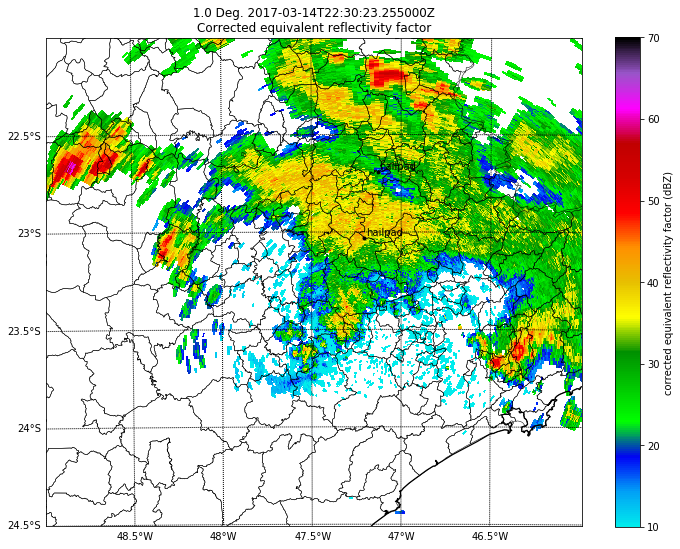 1.0 Deg. 2017-03-14T22:30:23.255000Z
Corrected equivalent reflectivity factor
70
60
50
40
30
20
10
corrected equivalent reflectivity factor (dBZ)
22.5°S
23°S
23.5°S
24°S
24.5°S
hailpad
hailpad
48.5°W
48°W
47.5°W
47°W
46.5°W